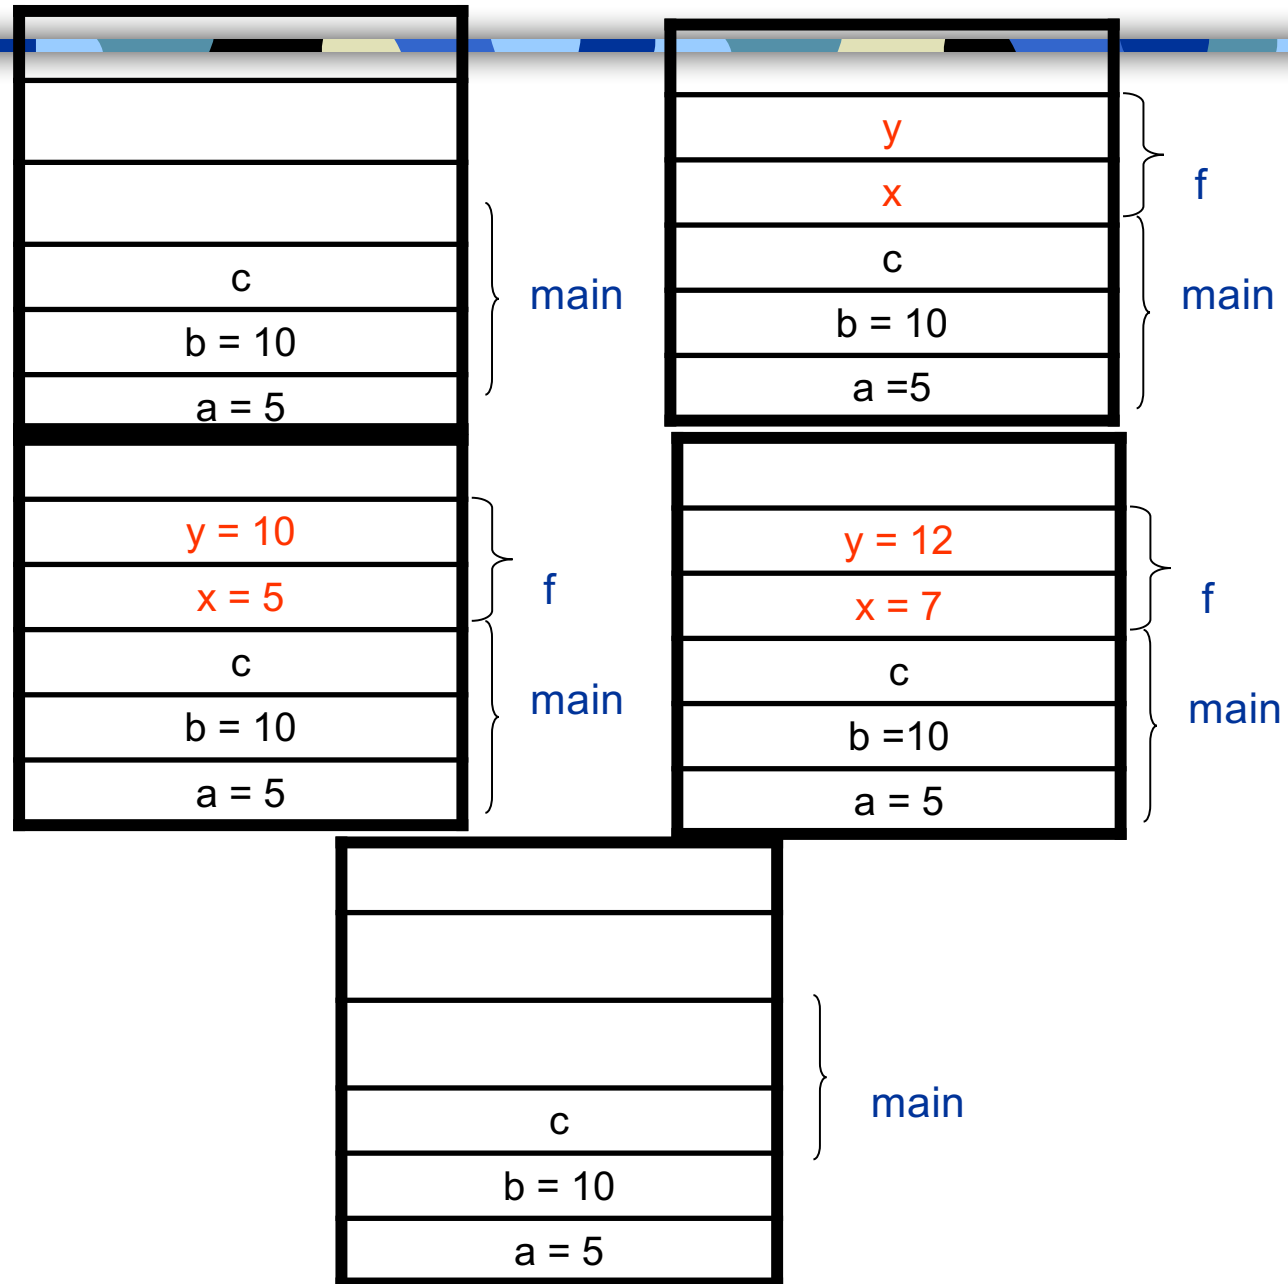 c
b = 10
a = 5
main
y
x
c
b = 10
a =5
f
main
y = 10
x = 5
c
b = 10
a = 5
f
main
y = 12
x = 7
c
b =10
a = 5
f
main
c
b = 10
a = 5
main